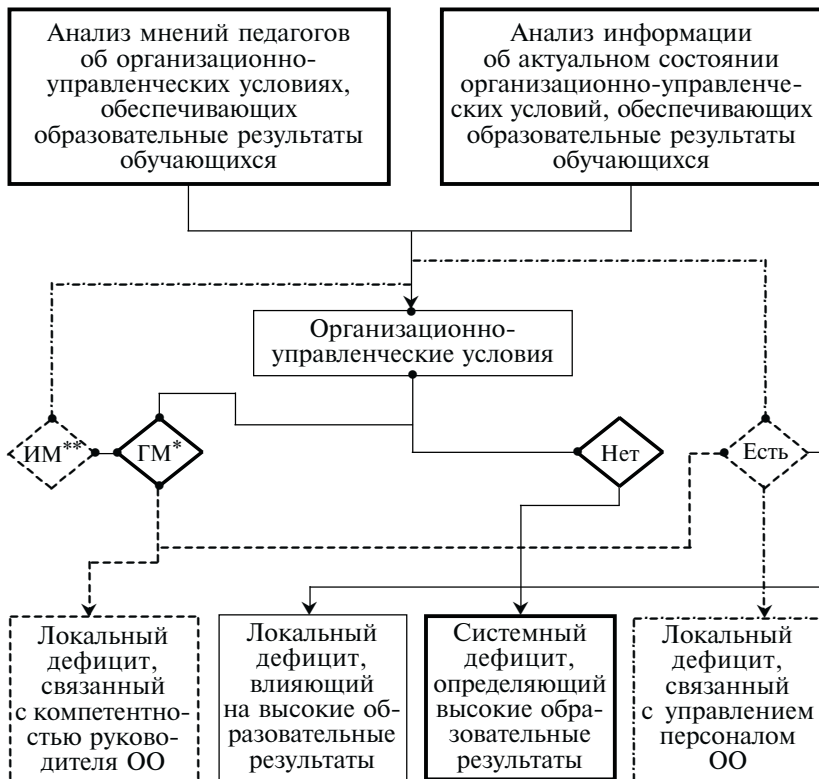 Анализ мнений педагогов
об организационно-
управленческих условиях,
обеспечивающих
образовательные результаты
обучающихся
Анализ информации
об актуальном состоянии
организационно-управленче-
ских условий, обеспечивающих
образовательные результаты
обучающихся
Организационно-
управленческие условия
ИМ**
ГМ*
Нет
Есть
Локальный
дефицит,
связанный
с компетентно-
стью руково-
дителя ОО
Локальный
дефицит,
влияющий
на высокие об-
разовательные
результаты
Системный
дефицит,
определяющий
высокие обра-
зовательные
результаты
Локальный
дефицит,
связанный
с управлением
персоналом
ОО